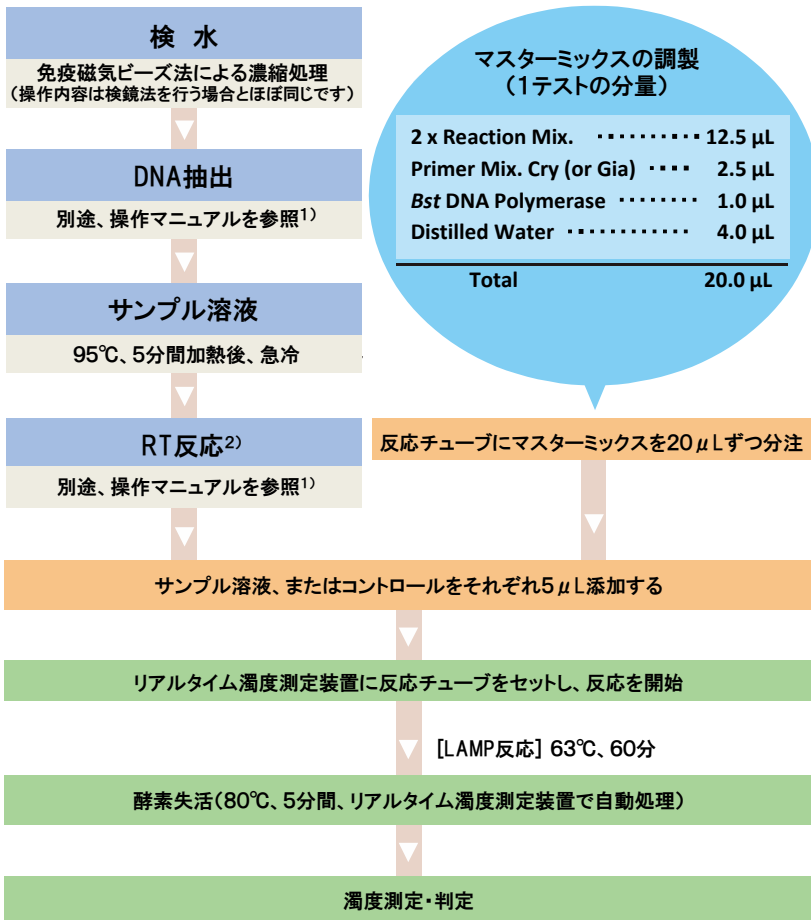 検 水
免疫磁気ビーズ法による濃縮処理
(操作内容は検鏡法を行う場合とほぼ同じです)
DNA抽出
別途、操作マニュアルを参照1)
サンプル溶液
95℃、5分間加熱後、急冷
RT反応2)
別途、操作マニュアルを参照1)
マスターミックスの調製
(1テストの分量)
2 x Reaction Mix. ・・・・・・・・・・ 12.5 μL
Primer Mix. Cry (or Gia) ・・・・ 2.5 μL
Bst DNA Polymerase ・・・・・・・・ 1.0 μL
Distilled Water ・・・・・・・・・・・・ 4.0 μL
Total 20.0 μL
反応チューブにマスターミックスを20μLずつ分注
サンプル溶液、またはコントロールをそれぞれ5μL添加する
リアルタイム濁度測定装置に反応チューブをセットし、反応を開始
[LAMP反応] 63℃、60分
酵素失活(80℃、5分間、リアルタイム濁度測定装置で自動処理)
濁度測定・判定